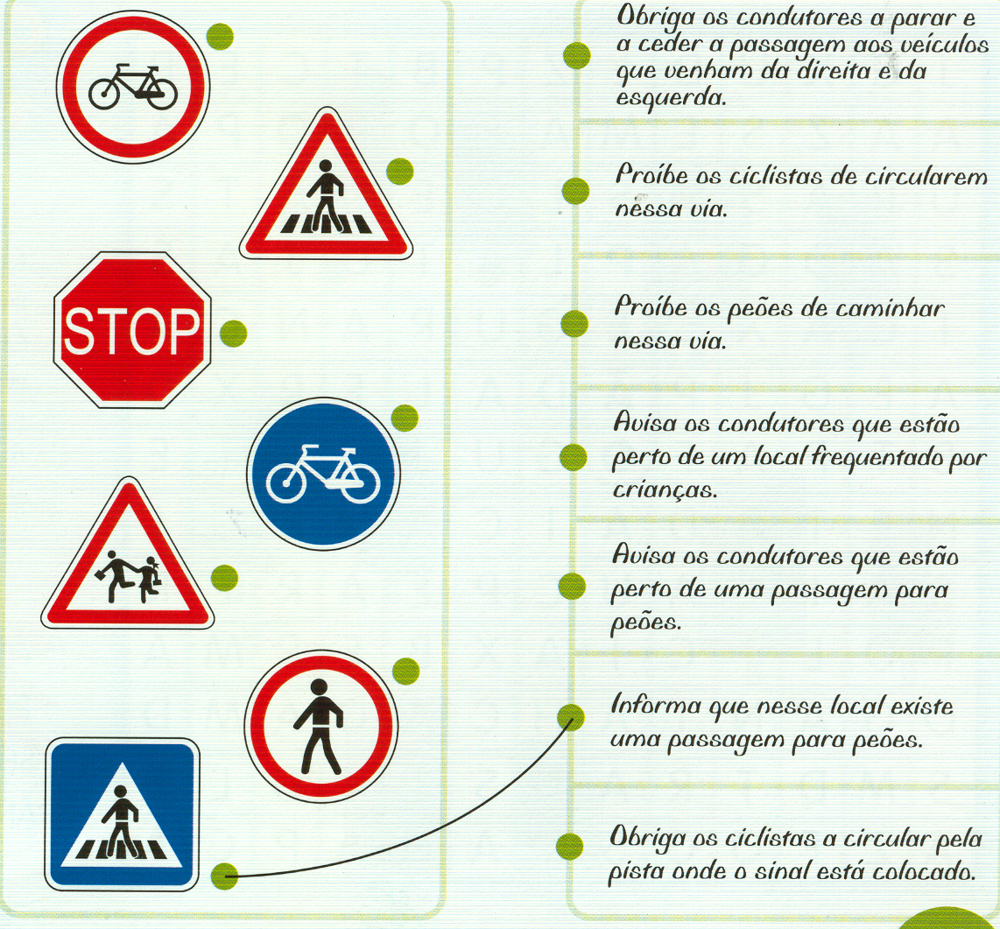 Obriga os condutores a parar e
a ceder a passagem aos veículos
que venham da direita e da
esquerda.
Proíbe os ciclistas de circularem
nessa via.
STOP
Proíbe os peões de caminhar
nessa via.
Avisa os condutores que estão
perto de um local frequentado por
crianças.
Avisa os condutores que estão
perto de uma passagem para
peões.
Informa que nesse local existe
uma passagem para peões.
Obriga os ciclistas a circular pela
pista onde o sinal está colocado.